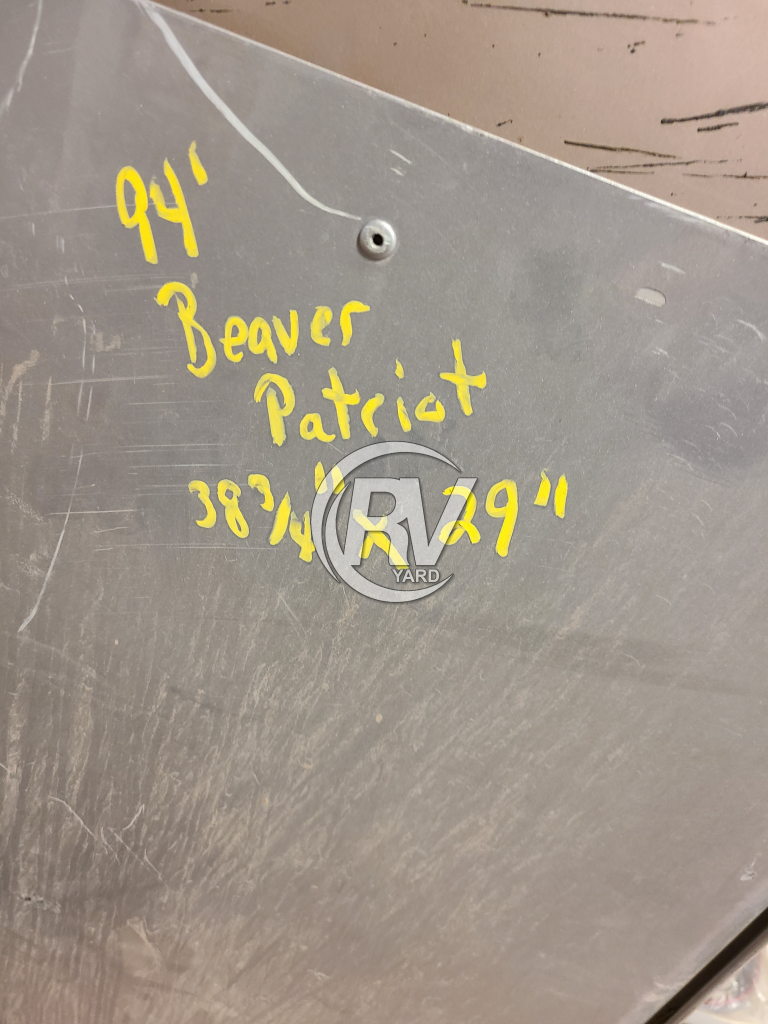 94'
Beaver
Patriot
38 3/4" x 29"
RV
YARD